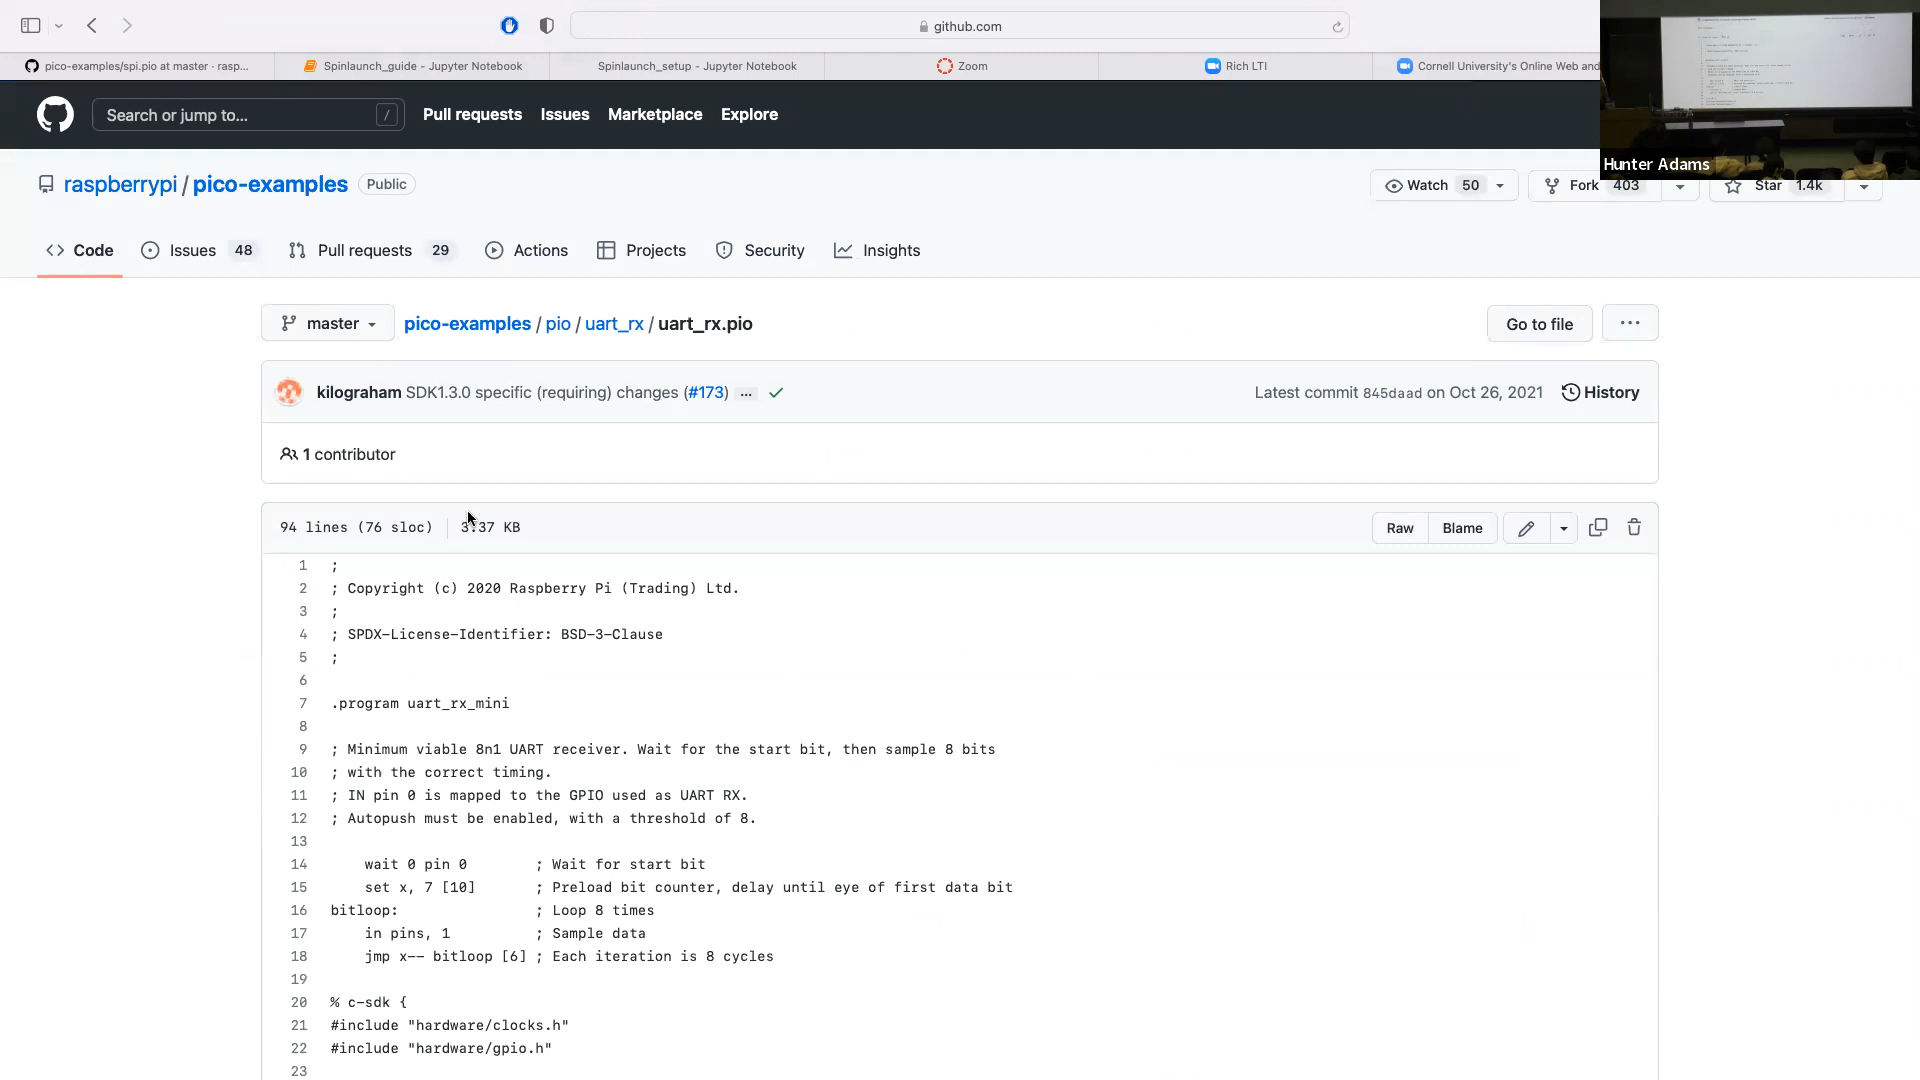 github.com
pico-examples/spi.pio at master · rasp...
Spinlaunch_guide - Jupyter Notebook
Spinlaunch_setup - Jupyter Notebook
Zoom
Rich LTI
Cornell University's Online Web and
Hunter Adams
Search or jump to... /
Pull requests Issues Marketplace Explore
raspberrypi / pico-examples Public
Watch 50
Fork 403
Star 1.4k
Code
Issues 48
Pull requests 29
Actions
Projects
Security
Insights
master
pico-examples / pio / uart_rx / uart_rx.pio
Go to file
...
kilograham SDK1.3.0 specific (requiring) changes (#173) ...
Latest commit 845daad on Oct 26, 2021
History
1 contributor
94 lines (76 sloc) 3.37 KB
Raw Blame
1 ;
2 ; Copyright (c) 2020 Raspberry Pi (Trading) Ltd.
3 ;
4 ; SPDX-License-Identifier: BSD-3-Clause
5 ;
6
7 .program uart_rx_mini
8
9 ; Minimum viable 8n1 UART receiver. Wait for the start bit, then sample 8 bits
10 ; with the correct timing.
11 ; IN pin 0 is mapped to the GPIO used as UART RX.
12 ; Autopush must be enabled, with a threshold of 8.
13
14 wait 0 pin 0 ; Wait for start bit
15 set x, 7 [10] ; Preload bit counter, delay until eye of first data bit
16 bitloop: ; Loop 8 times
17 in pins, 1 ; Sample data
18 jmp x-- bitloop [6] ; Each iteration is 8 cycles
19
20 % c-sdk {
21 #include "hardware/clocks.h"
22 #include "hardware/gpio.h"
23